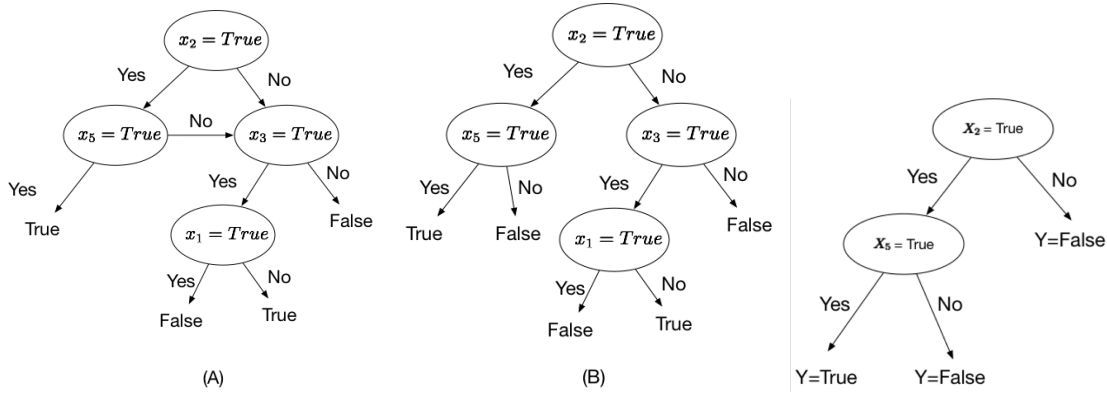 x₂ = True
Yes
No
x₅ = True
No
x₃ = True
Yes
Yes
No
True
False
x₁ = True
Yes
No
False
True
(A)
x₂ = True
Yes
No
x₅ = True
x₃ = True
Yes
No
Yes
No
True
False
False
x₁ = True
Yes
No
False
True
(B)
X₂ = True
Yes
No
Y=False
X₅ = True
Yes
No
Y=True
Y=False